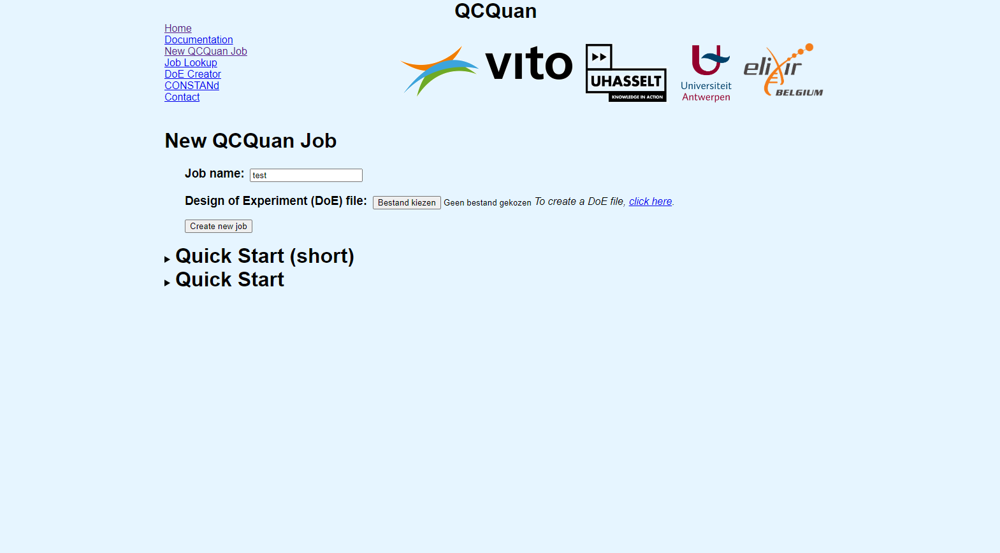 QCQuan
Home
Documentation
New QCQuan Job
Job Lookup
DoE Creator
CONSTANd
Contact
vito
UHASSELT
KNOWLEDGE IN ACTION
Universiteit
Antwerpen
elixir
BELGIUM
New QCQuan Job
Job name: test
Design of Experiment (DoE) file: Bestand kiezen Geen bestand gekozen To create a DoE file, click here.
Create new job
Quick Start (short)
Quick Start